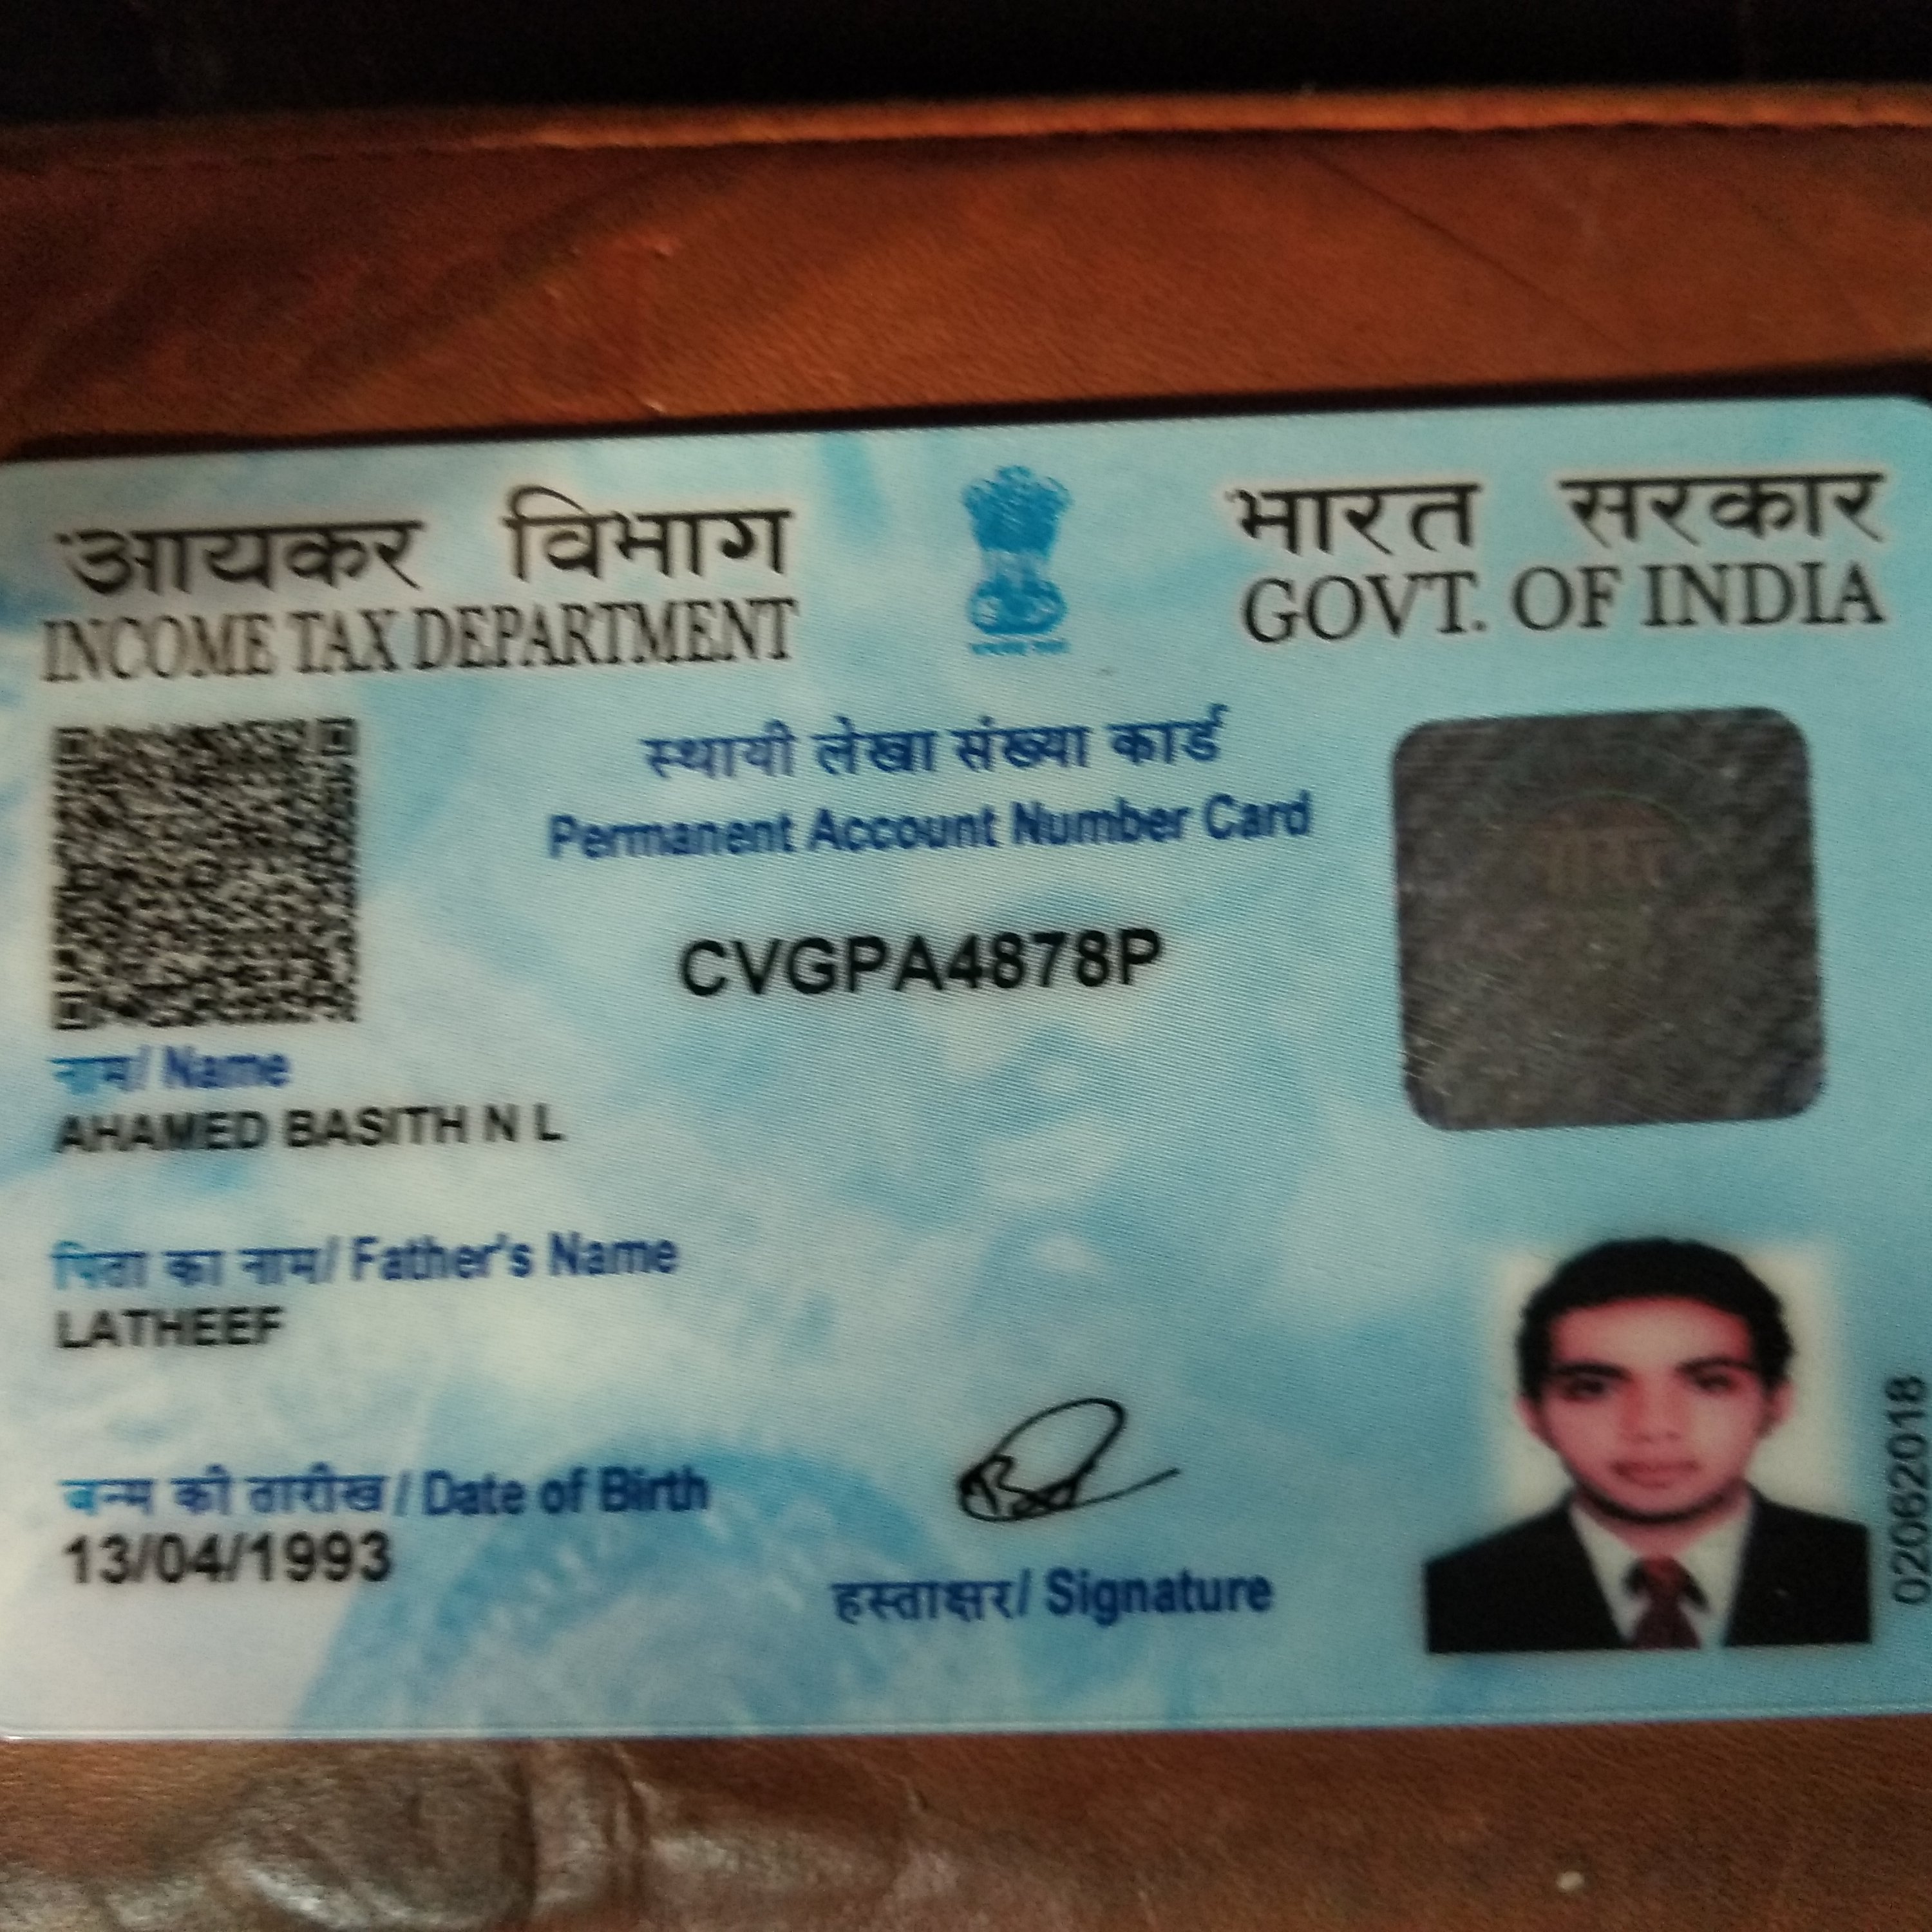 आयकर विभाग
INCOME TAX DEPARTMENT
भारत सरकार
GOVT. OF INDIA
स्थायी लेखा संख्या कार्ड
Permanent Account Number Card
CVGPA4878P
नाम/ Name
AHAMED BASITH N L
पिता का नाम/ Father's Name
LATHEEF
जन्म की तारीख / Date of Birth
13/04/1993
हस्ताक्षर/ Signature
02062018